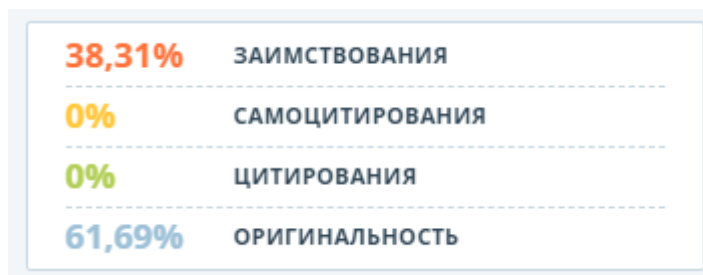 38,31% ЗАИМСТВОВАНИЯ
0% САМОЦИТИРОВАНИЯ
0% ЦИТИРОВАНИЯ
61,69% ОРИГИНАЛЬНОСТЬ